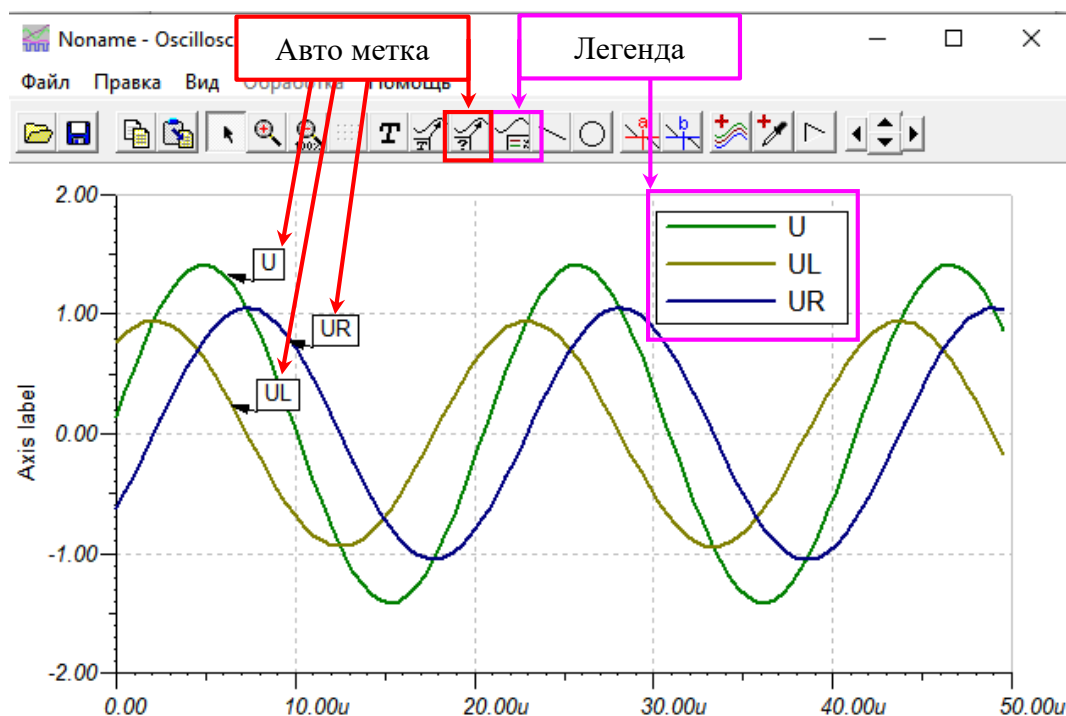 Noname - Oscillosc
Авто метка
Легенда
Файл Правка Вид Обработка Помощь
100%
T
T
?
a
b
2.00
1.00
0.00
-1.00
-2.00
Axis label
U
UR
UL
U
UL
UR
0.00 10.00u 20.00u 30.00u 40.00u 50.00u